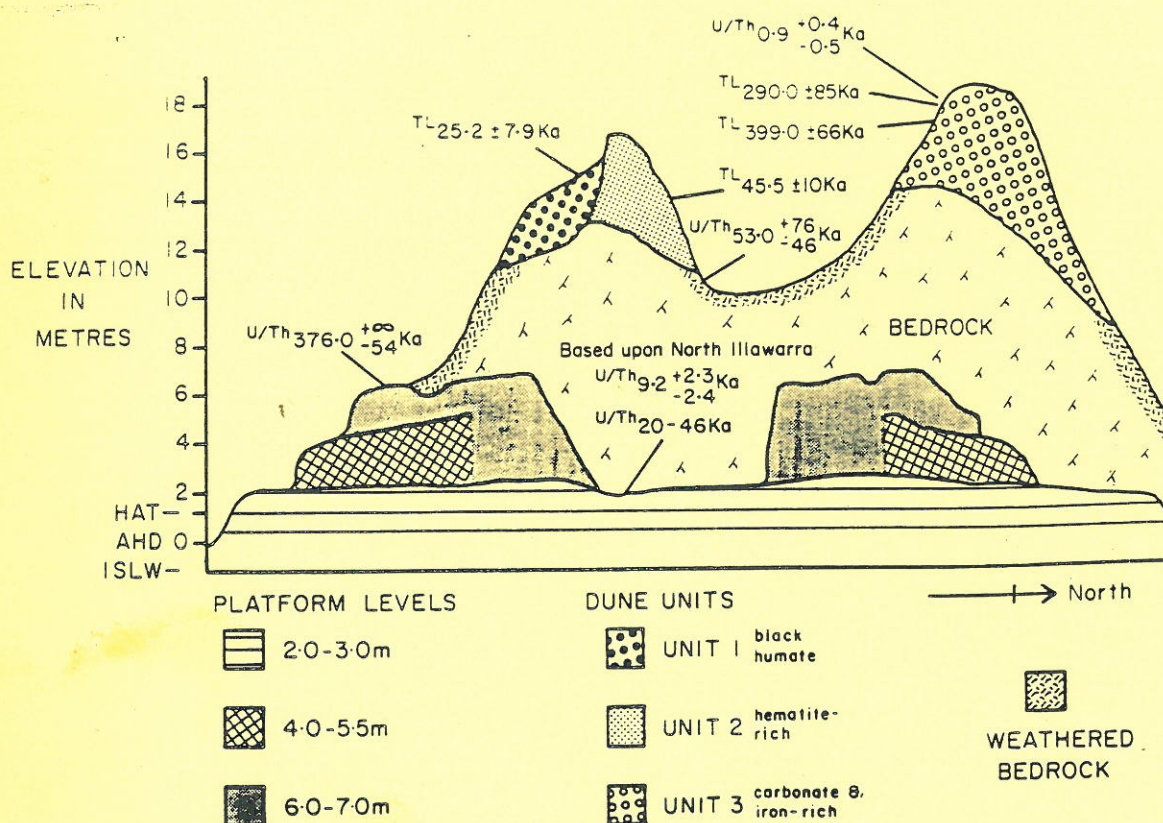 U/Th 0·9 +0·4 -0·5 Ka
TL 290·0 ±85Ka
TL 399·0 ±66Ka
TL 25·2 ±7·9 Ka
TL 45·5 ±10Ka
U/Th 53·0 +76 -46 Ka
U/Th 376·0 +∞ -54 Ka
BEDROCK
Based upon North Illawarra
U/Th 9·2 +2·3 -2·4 Ka
U/Th 20-46Ka
ELEVATION
IN
METRES
18
16
14
12
10
8
6
4
2
HAT
AHD 0
ISLW
North
PLATFORM LEVELS
2·0-3·0m
4·0-5·5m
6·0-7·0m
DUNE UNITS
UNIT 1 black
humate
UNIT 2 hematite-
rich
UNIT 3 carbonate 8,
iron-rich
WEATHERED
BEDROCK